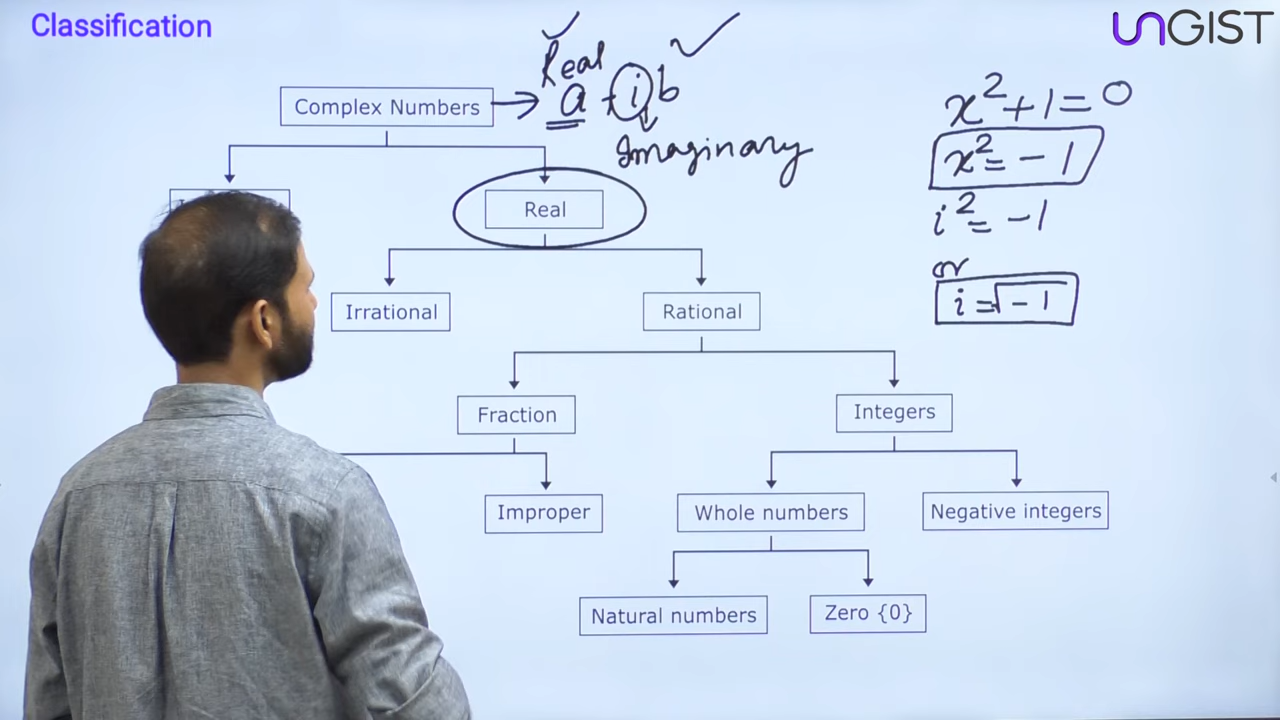 Classification
UNGIST
Real
Complex Numbers → a + i b
Imaginary
x² + 1 = 0
x² = - 1
i² = - 1
or
i = √-1
Real
Irrational
Rational
Fraction
Integers
Improper
Whole numbers
Negative integers
Natural numbers
Zero {0}